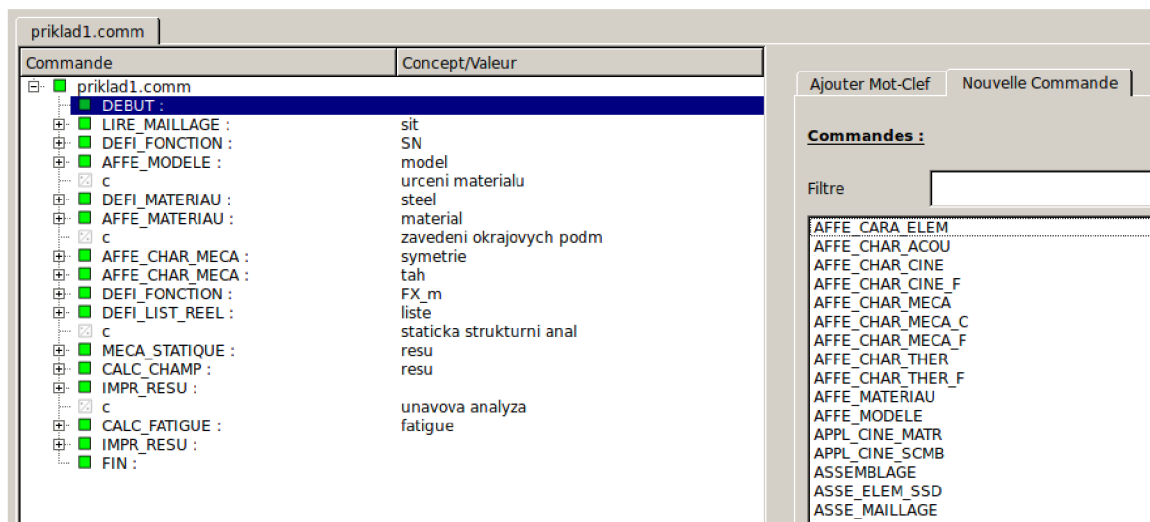 priklad1.comm
Commande Concept/Valeur
priklad1.comm
DEBUT :
LIRE_MAILLAGE : sit
DEFI_FONCTION : SN
AFFE_MODELE : model
c urceni materialu
DEFI_MATERIAU : steel
AFFE_MATERIAU : material
c zavedeni okrajovych podm
AFFE_CHAR_MECA : symetrie
AFFE_CHAR_MECA : tah
DEFI_FONCTION : FX_m
DEFI_LIST_REEL : liste
c staticka strukturni anal
MECA_STATIQUE : resu
CALC_CHAMP : resu
IMPR_RESU :
c unavova analyza
CALC_FATIGUE : fatigue
IMPR_RESU :
FIN :
Ajouter Mot-Clef Nouvelle Commande
Commandes :
Filtre
AFFE_CARA_ELEM
AFFE_CHAR_ACOU
AFFE_CHAR_CINE
AFFE_CHAR_CINE_F
AFFE_CHAR_MECA
AFFE_CHAR_MECA_C
AFFE_CHAR_MECA_F
AFFE_CHAR_THER
AFFE_CHAR_THER_F
AFFE_MATERIAU
AFFE_MODELE
APPL_CINE_MATR
APPL_CINE_SCMB
ASSEMBLAGE
ASSE_ELEM_SSD
ASSE_MAILLAGE